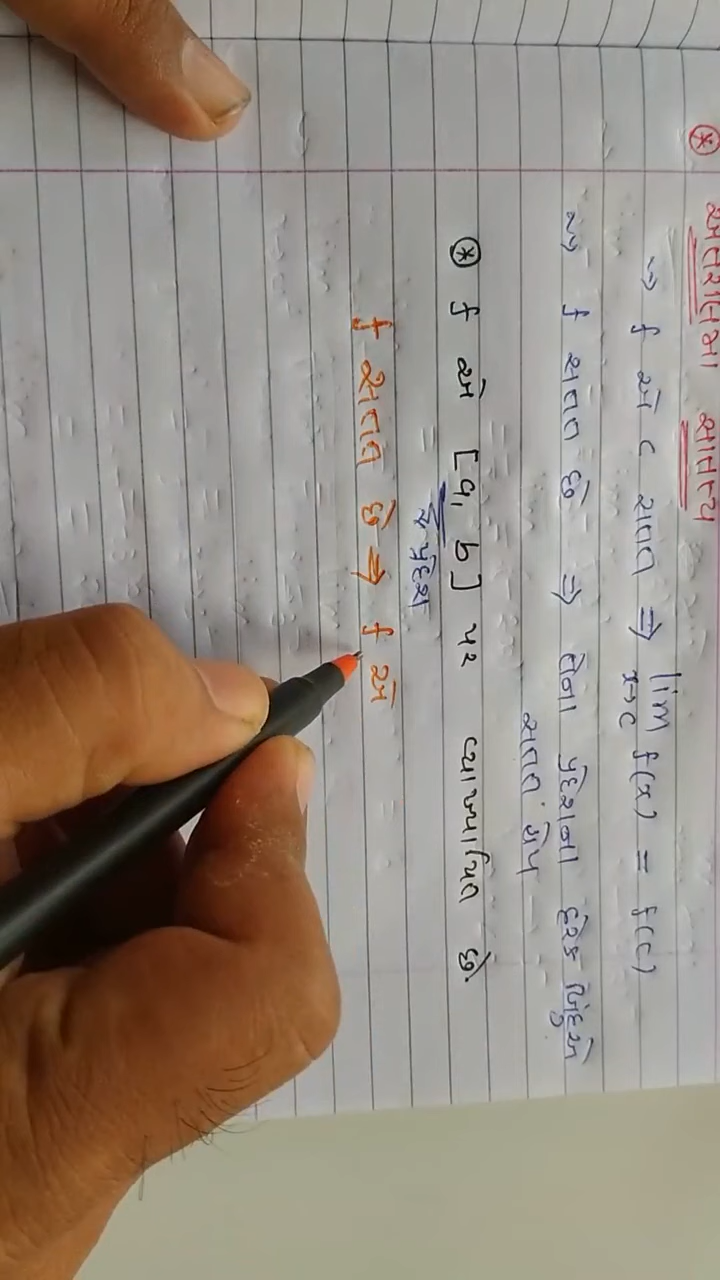 ⊛ અંતરાલમાં સાતત્ય
↝ f એ c સતત ⇒ lim x→c f(x) = f(c)
↝ f સતત છે ⇒ તેના પ્રદેશના દરેક બિંદુએ
સતત હોય
⊛ f એ [a, b] પર વ્યાખ્યાયિત છે.
પ્રદેશ
f સતત છે ⇒ f એ